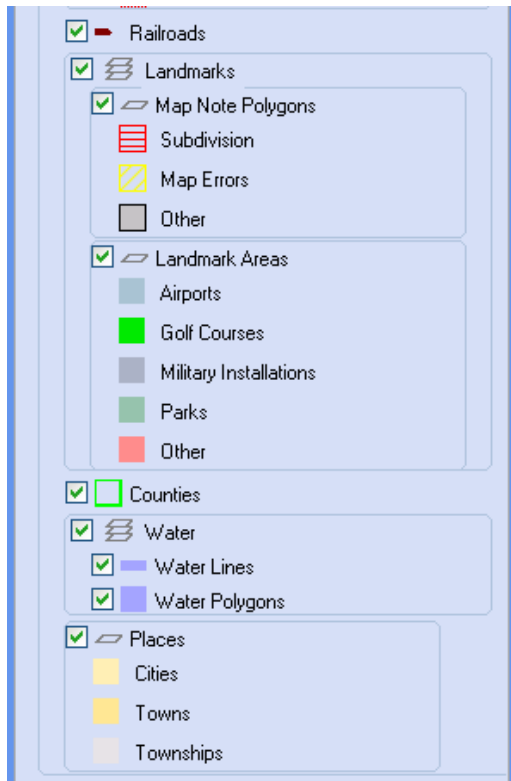 Railroads
Landmarks
Map Note Polygons
Subdivision
Map Errors
Other
Landmark Areas
Airports
Golf Courses
Military Installations
Parks
Other
Counties
Water
Water Lines
Water Polygons
Places
Cities
Towns
Townships